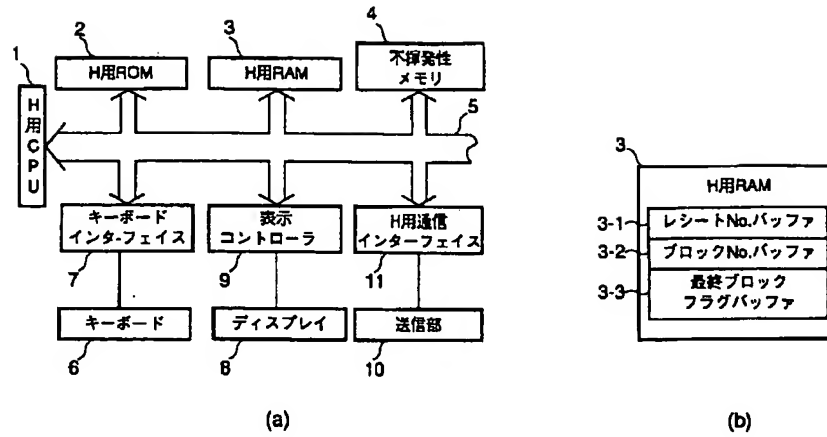 1
H用CPU
2
H用ROM
3
H用RAM
4
不揮発性
メモリ
5
キーボード
インタ-フェイス
7
表示
コントローラ
9
H用通信
インターフェイス
11
キーボード
6
ディスプレイ
8
送信部
10
(a)
3
H用RAM
3-1
レシートNo.バッファ
3-2
ブロックNo.バッファ
3-3
最終ブロック
フラグバッファ
(b)